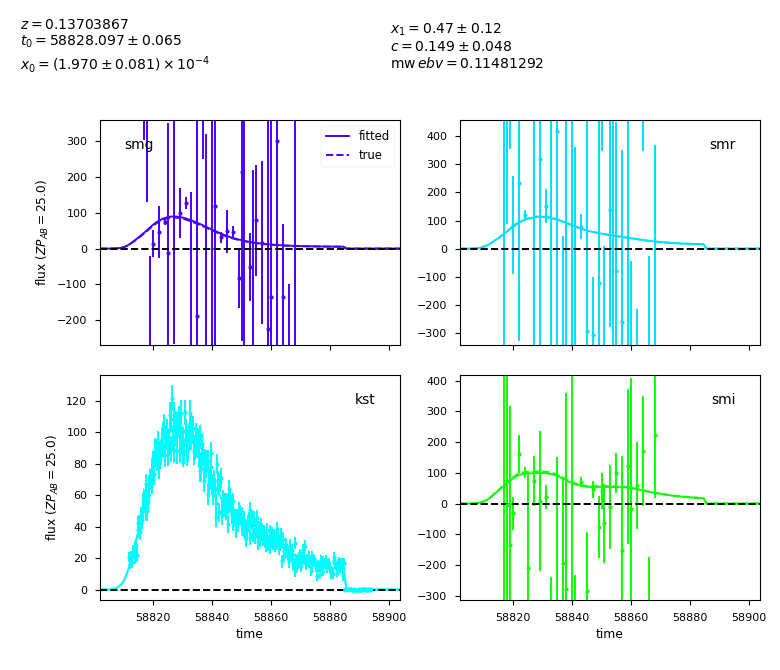 z = 0.13703867
t₀ = 58828.097 ± 0.065
x₀ = (1.970 ± 0.081) × 10⁻⁴
x₁ = 0.47 ± 0.12
c = 0.149 ± 0.048
mw ebv = 0.11481292
smg
fitted
true
300
200
100
0
−100
−200
flux (ZP_AB = 25.0)
smr
400
300
200
100
0
−100
−200
−300
kst
120
100
80
60
40
20
0
flux (ZP_AB = 25.0)
58820 58840 58860 58880 58900
time
smi
400
300
200
100
0
−100
−200
−300
58820 58840 58860 58880 58900
time